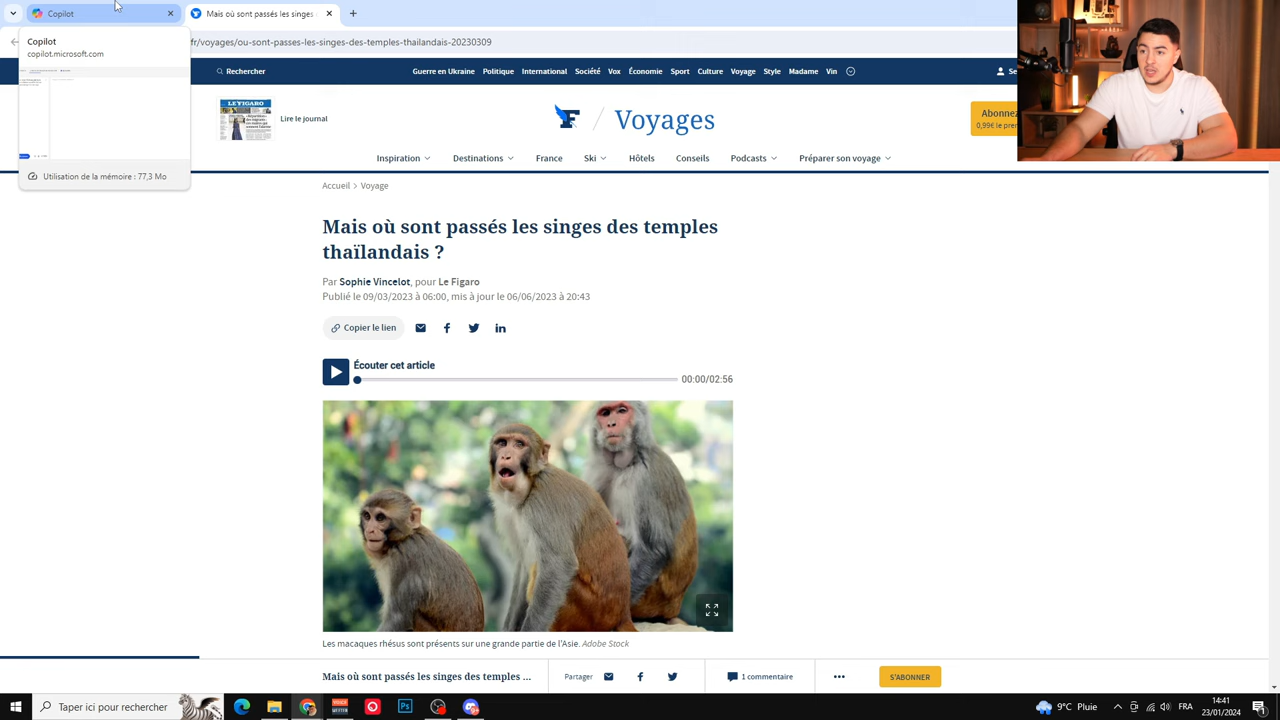 Copilot
Mais où sont passés les singes
Copilot
copilot.microsoft.com
Utilisation de la mémoire : 77,3 Mo
fr/voyages/ou-sont-passes-les-singes-des-temples-thailandais-20230309
Rechercher
Guerre en Ukraine Politique International Société Vox Économie Sport Culture Voyage Style Madame Vin
LE FIGARO
Lire le journal
Voyages
Abonnez
0,99€ le
Inspiration Destinations France Ski Hôtels Conseils Podcasts Préparer son voyage
Accueil > Voyage
Mais où sont passés les singes des temples
thaïlandais ?
Par Sophie Vincelot, pour Le Figaro
Publié le 09/03/2023 à 06:00, mis à jour le 06/06/2023 à 20:43
Copier le lien
Écouter cet article
00:00/02:56
Les macaques rhésus sont présents sur une grande partie de l'Asie. Adobe Stock
Mais où sont passés les singes des temples ...
Partager
1 commentaire
S'ABONNER
Taper ici pour rechercher
9°C Pluie
FRA
14:41
23/01/2024